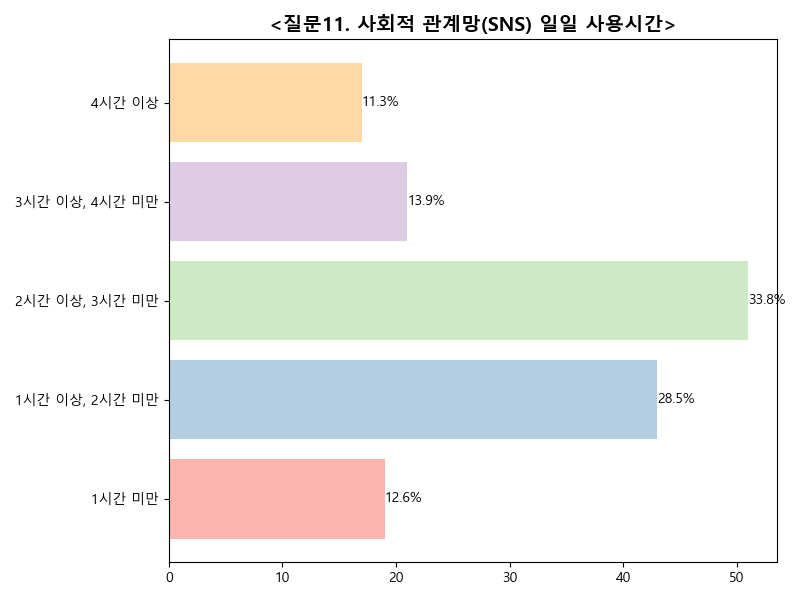 <질문11. 사회적 관계망(SNS) 일일 사용시간>
4시간 이상
11.3%
3시간 이상, 4시간 미만
13.9%
2시간 이상, 3시간 미만
33.8%
1시간 이상, 2시간 미만
28.5%
1시간 미만
12.6%
0 10 20 30 40 50